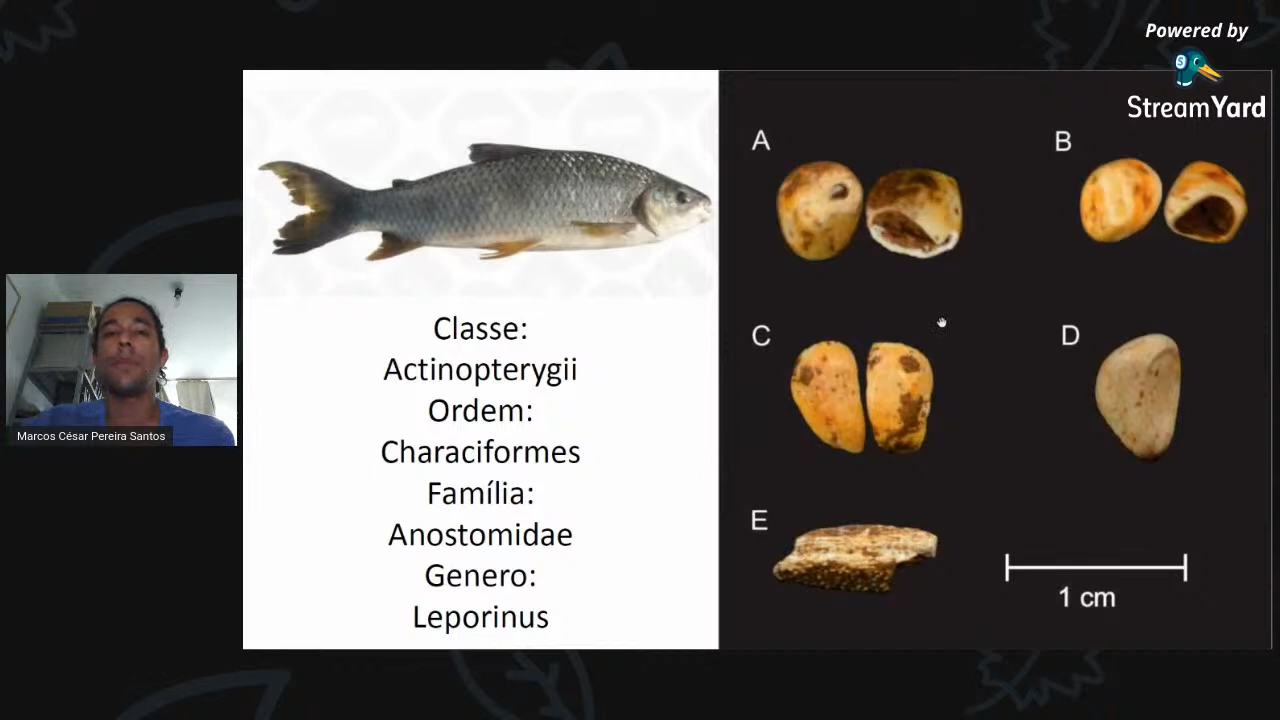 Powered by
StreamYard
A
B
C
D
E
1 cm
Classe:
Actinopterygii
Ordem:
Characiformes
Família:
Anostomidae
Genero:
Leporinus
Marcos César Pereira Santos